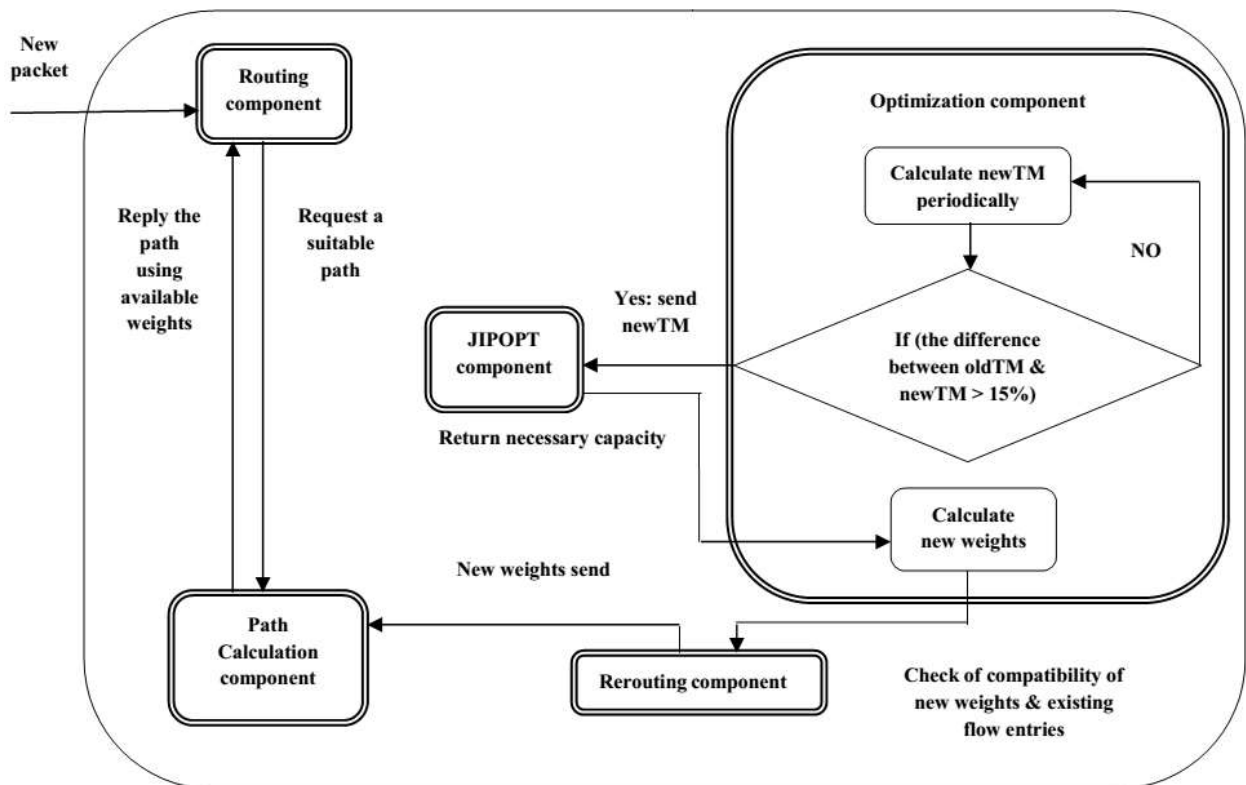 New
packet
Routing
component
Reply the
path
using
available
weights
Request a
suitable
path
Optimization component
Calculate newTM
periodically
NO
Yes: send
newTM
JIPOPT
component
If (the difference
between oldTM &
newTM > 15%)
Return necessary capacity
Calculate
new weights
New weights send
Path
Calculation
component
Rerouting component
Check of compatibility of
new weights & existing
flow entries